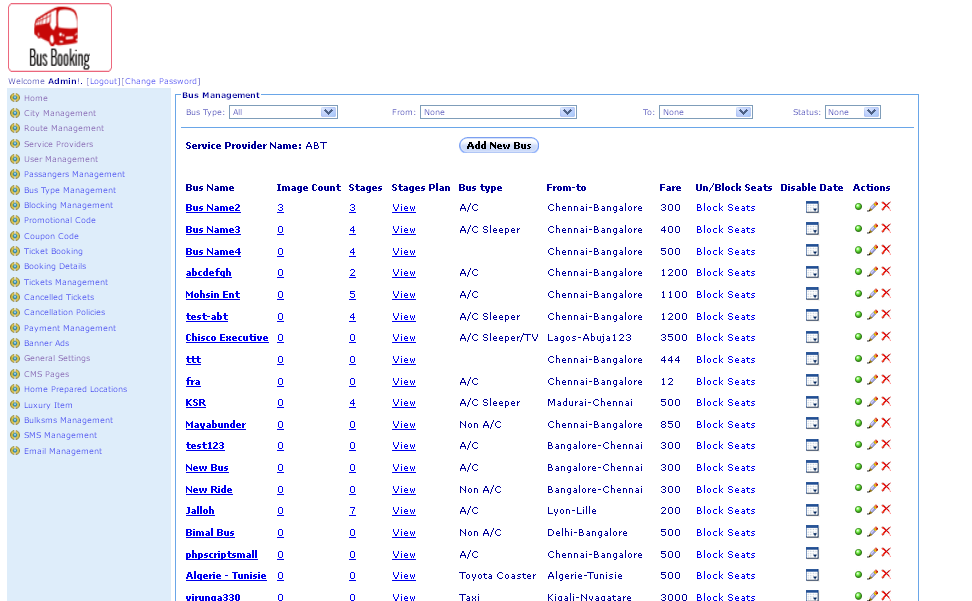 Bus Booking
Welcome Admin!. [Logout][Change Password]
Home
City Management
Route Management
Service Providers
User Management
Passangers Management
Bus Type Management
Blocking Management
Promotional Code
Coupon Code
Ticket Booking
Booking Details
Tickets Management
Cancelled Tickets
Cancellation Policies
Payment Management
Banner Ads
General Settings
CMS Pages
Home Prepared Locations
Luxury Item
Bulksms Management
SMS Management
Email Management
Bus Management
Bus Type: All From: None To: None Status: None
Service Provider Name: ABT Add New Bus
Bus Name Image Count Stages Stages Plan Bus type From-to Fare Un/Block Seats Disable Date Actions
Bus Name2 3 3 View A/C Chennai-Bangalore 300 Block Seats
Bus Name3 0 4 View A/C Sleeper Chennai-Bangalore 400 Block Seats
Bus Name4 0 4 View Chennai-Bangalore 500 Block Seats
abcdefgh 0 2 View A/C Chennai-Bangalore 1200 Block Seats
Mohsin Ent 0 5 View A/C Chennai-Bangalore 1100 Block Seats
test-abt 0 4 View A/C Sleeper Chennai-Bangalore 1200 Block Seats
Chisco Executive 0 0 View A/C Sleeper/TV Lagos-Abuja123 3500 Block Seats
ttt 0 0 View Chennai-Bangalore 444 Block Seats
fra 0 0 View A/C Chennai-Bangalore 12 Block Seats
KSR 0 4 View A/C Sleeper Madurai-Chennai 500 Block Seats
Mayabunder 0 0 View Non A/C Chennai-Bangalore 850 Block Seats
test123 0 0 View A/C Bangalore-Chennai 300 Block Seats
New Bus 0 0 View A/C Bangalore-Chennai 300 Block Seats
New Ride 0 0 View Non A/C Bangalore-Chennai 300 Block Seats
Jalloh 0 7 View A/C Lyon-Lille 200 Block Seats
Bimal Bus 0 0 View Non A/C Delhi-Bangalore 500 Block Seats
phpscriptsmall 0 0 View A/C Chennai-Bangalore 500 Block Seats
Algerie - Tunisie 0 0 View Toyota Coaster Algerie-Tunisie 500 Block Seats
virunga330 0 0 View Taxi Kigali-Nyagatare 3000 Block Seats